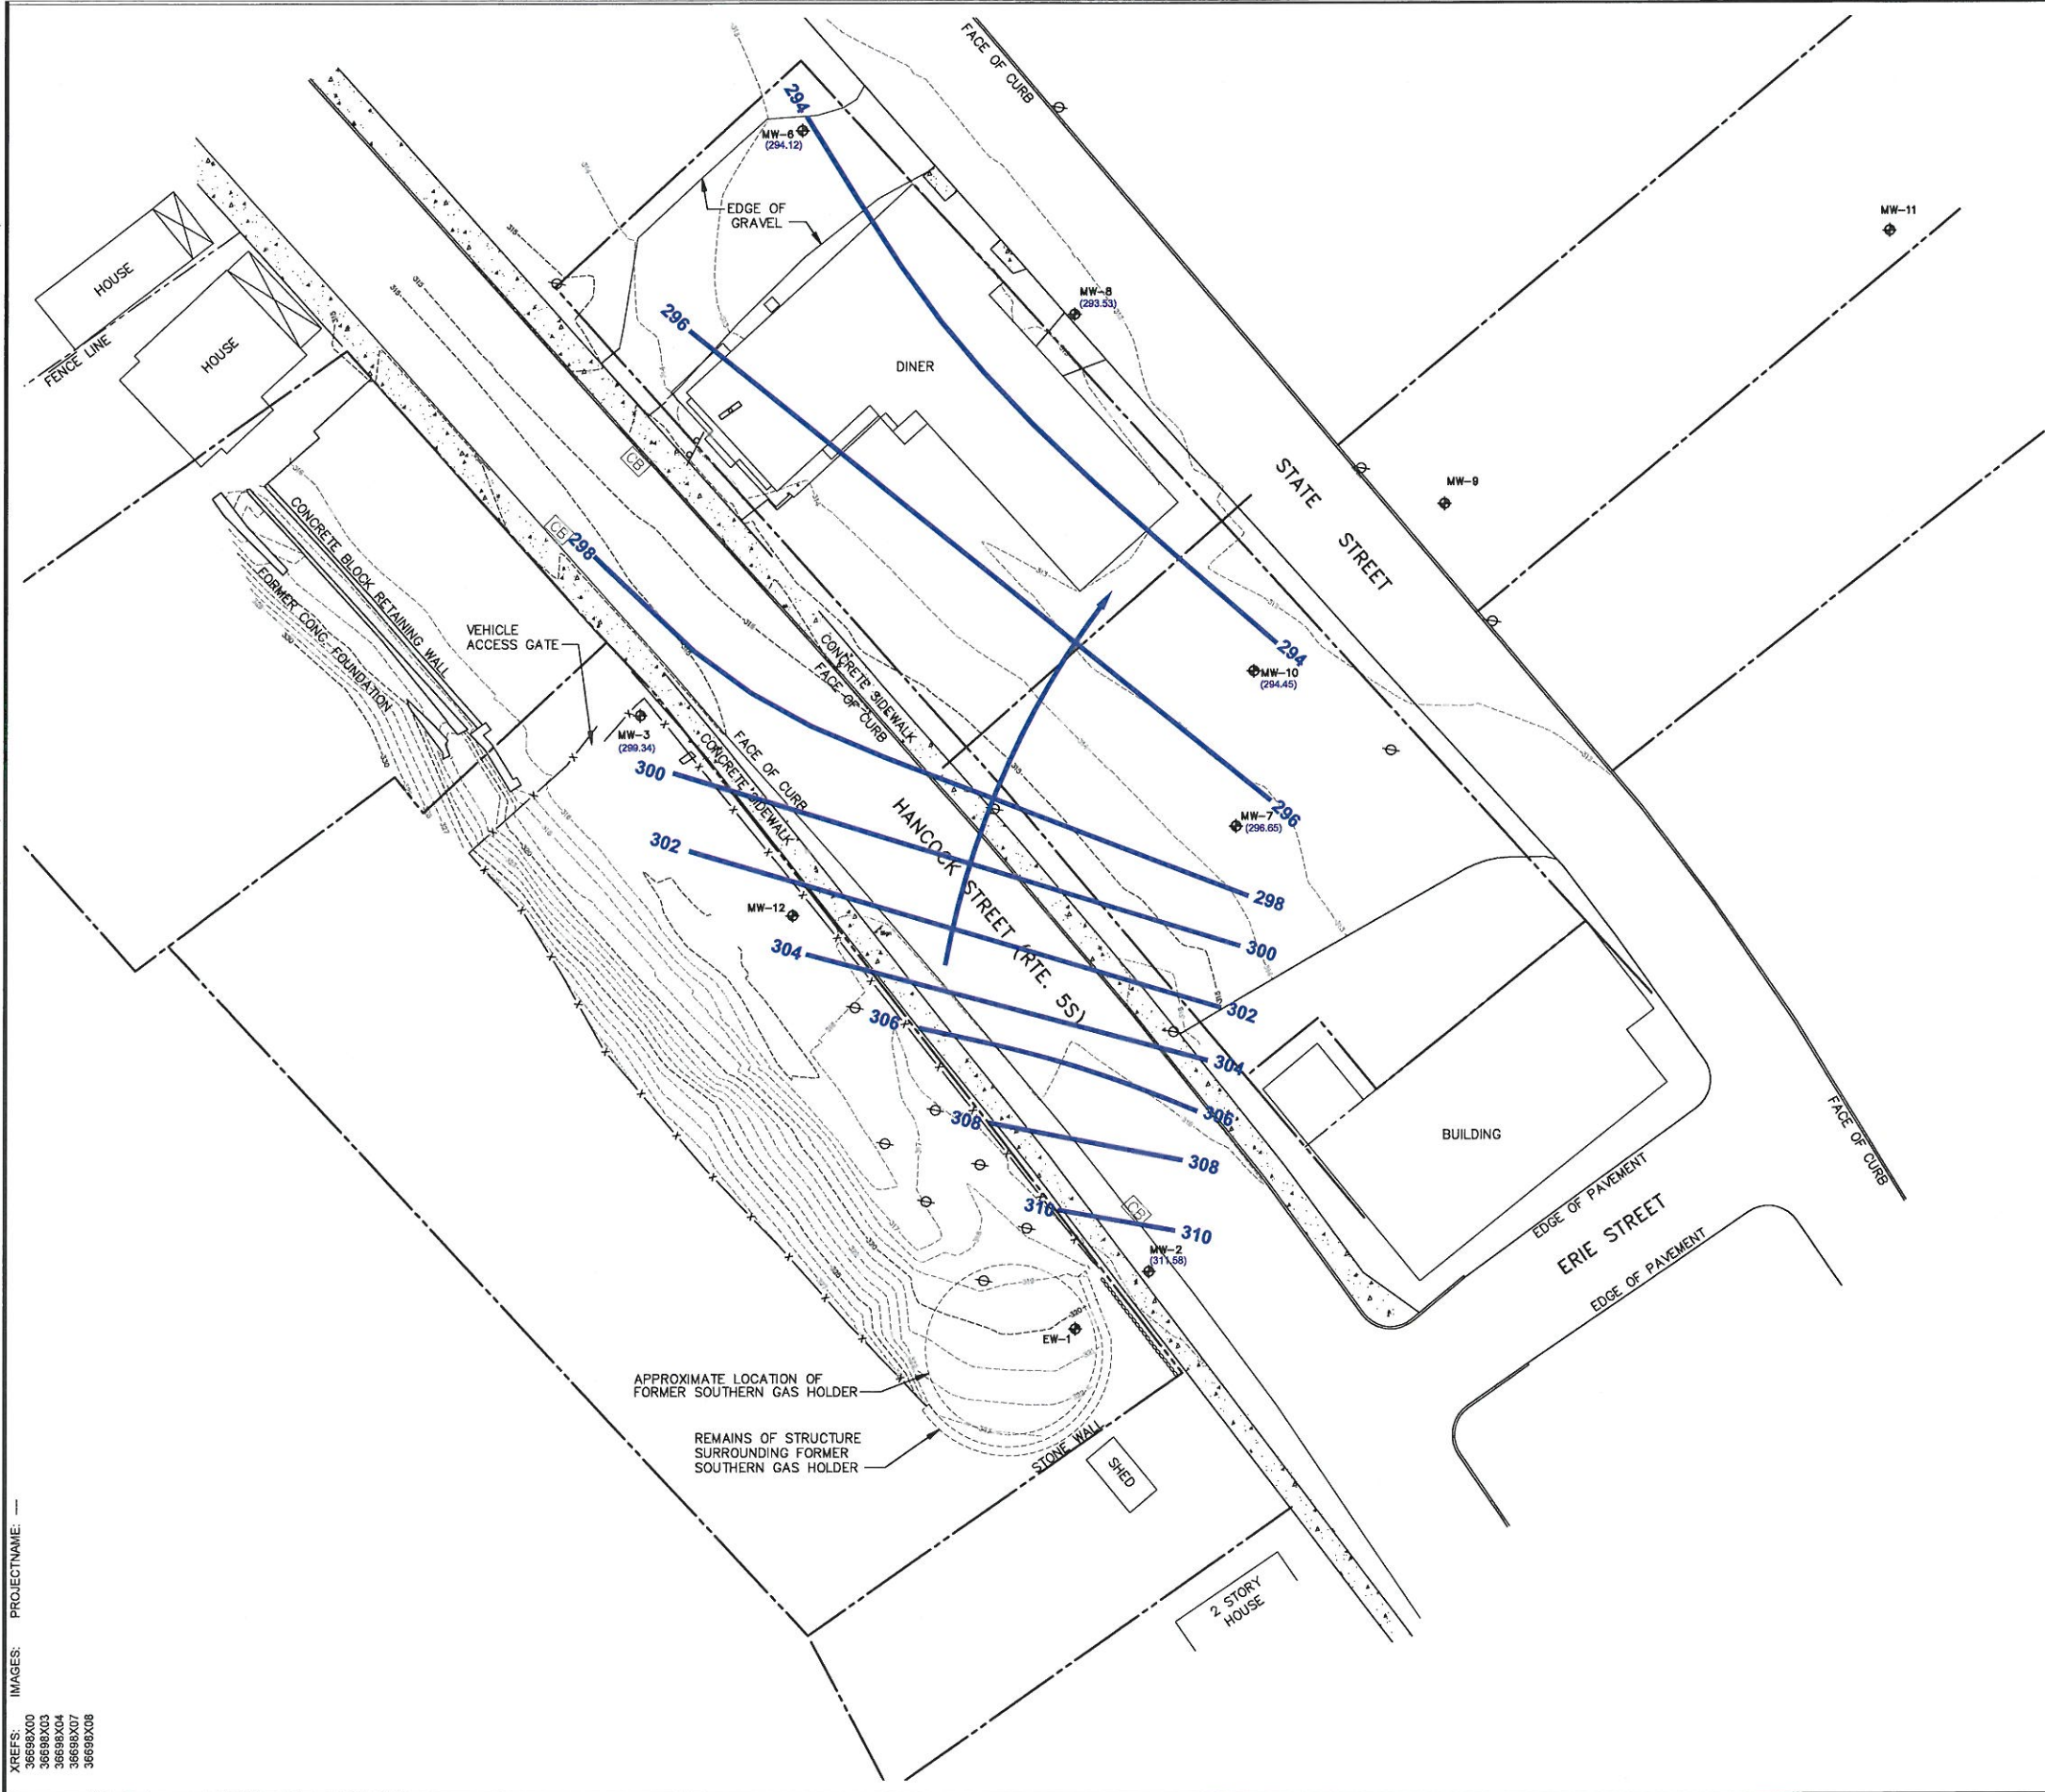 294
FACE OF CURB
MW-6
(294.12)
EDGE OF
GRAVEL
MW-11
HOUSE
MW-8
(293.53)
296
FENCE LINE
HOUSE
DINER
STATE
STREET
MW-9
CB
CB
298
CONCRETE BLOCK RETAINING WALL
FORMER CONC. FOUNDATION
VEHICLE
ACCESS GATE
CONCRETE SIDEWALK
FACE OF CURB
294
MW-10
(294.45)
MW-3
(299.34)
FACE OF CURB
CONCRETE SIDEWALK
300
296
MW-7
(296.65)
302
HANCOCK STREET (RTE. 5S)
298
MW-12
304
300
302
306
304
306
308
308
BUILDING
FACE OF CURB
310
CB
310
EDGE OF PAVEMENT
ERIE STREET
EDGE OF PAVEMENT
MW-2
(311.58)
EW-1
APPROXIMATE LOCATION OF
FORMER SOUTHERN GAS HOLDER
REMAINS OF STRUCTURE
SURROUNDING FORMER
SOUTHERN GAS HOLDER
STONE WALL
SHED
2 STORY
HOUSE
XREFS: IMAGES: PROJECTNAME: ---
36698X00
36698X03
36698X04
36698X07
36698X08